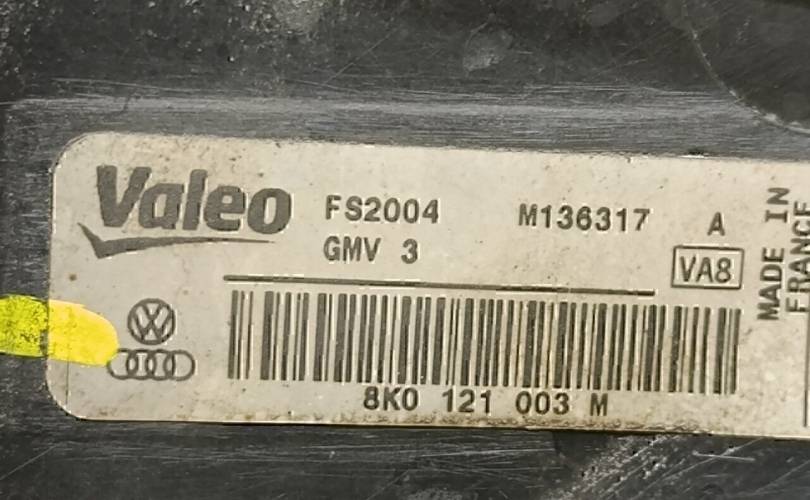 Valeo
FS2004 M136317 A
GMV 3 VA8
MADE IN
FRANCE
8K0 121 003 M